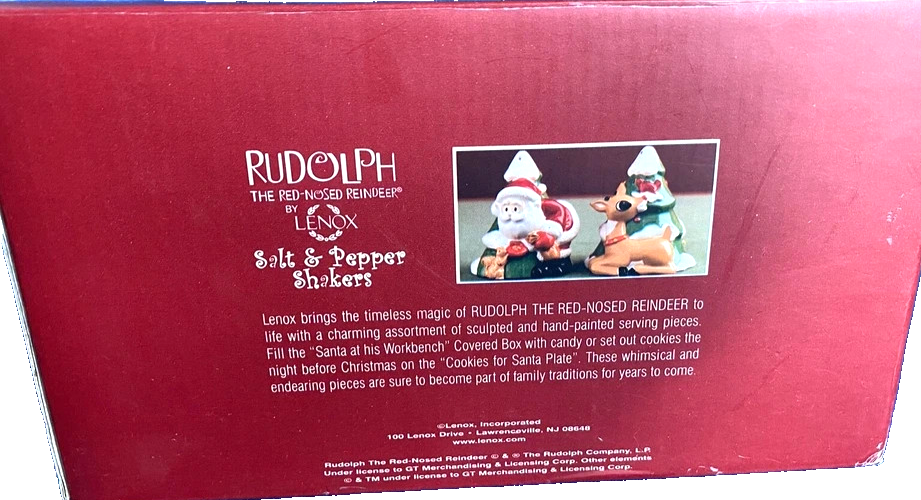 RUDOLPH
THE RED-NOSED REINDEER®
BY
LENOX
Salt & Pepper
Shakers
Lenox brings the timeless magic of RUDOLPH THE RED-NOSED REINDEER to
life with a charming assortment of sculpted and hand-painted serving pieces.
Fill the "Santa at his Workbench" Covered Box with candy or set out cookies the
night before Christmas on the "Cookies for Santa Plate". These whimsical and
endearing pieces are sure to become part of family traditions for years to come.
©Lenox, Incorporated
100 Lenox Drive • Lawrenceville, NJ 08648
www.lenox.com
Rudolph The Red-Nosed Reindeer © & ® The Rudolph Company, L.P.
Under license to GT Merchandising & Licensing Corp. Other elements
© & TM under license to GT Merchandising & Licensing Corp.